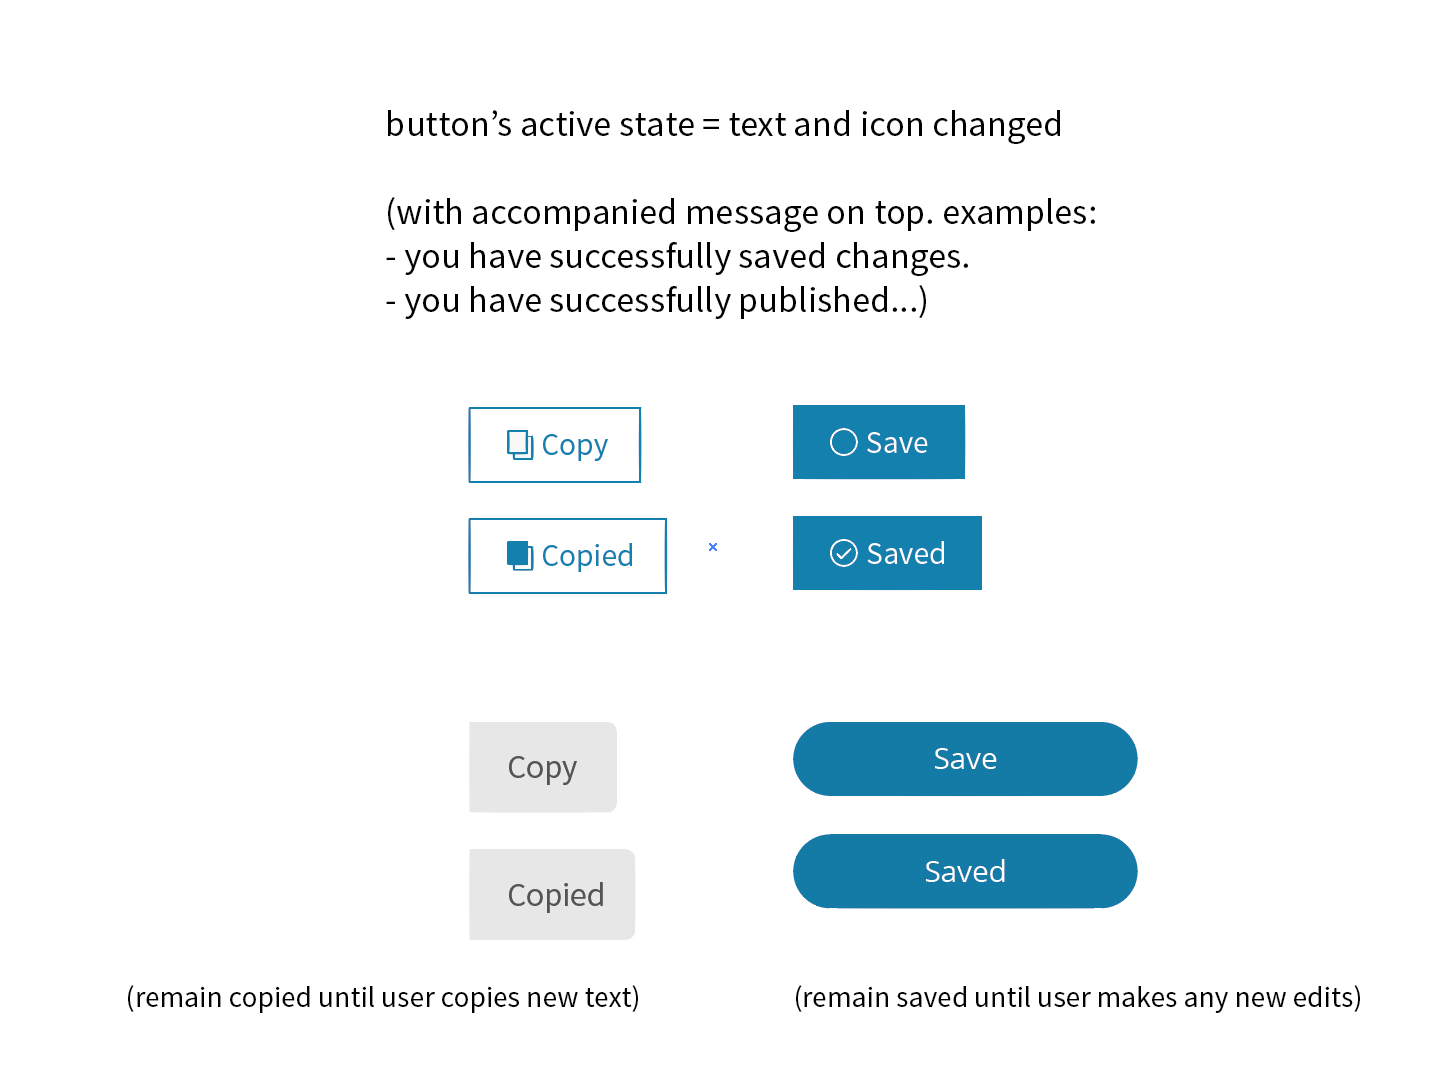 button’s active state = text and icon changed
(with accompanied message on top. examples:
- you have successfully saved changes.
- you have successfully published...)
Copy
Save
Copied
Saved
Copy
Save
Copied
Saved
(remain copied until user copies new text)
(remain saved until user makes any new edits)